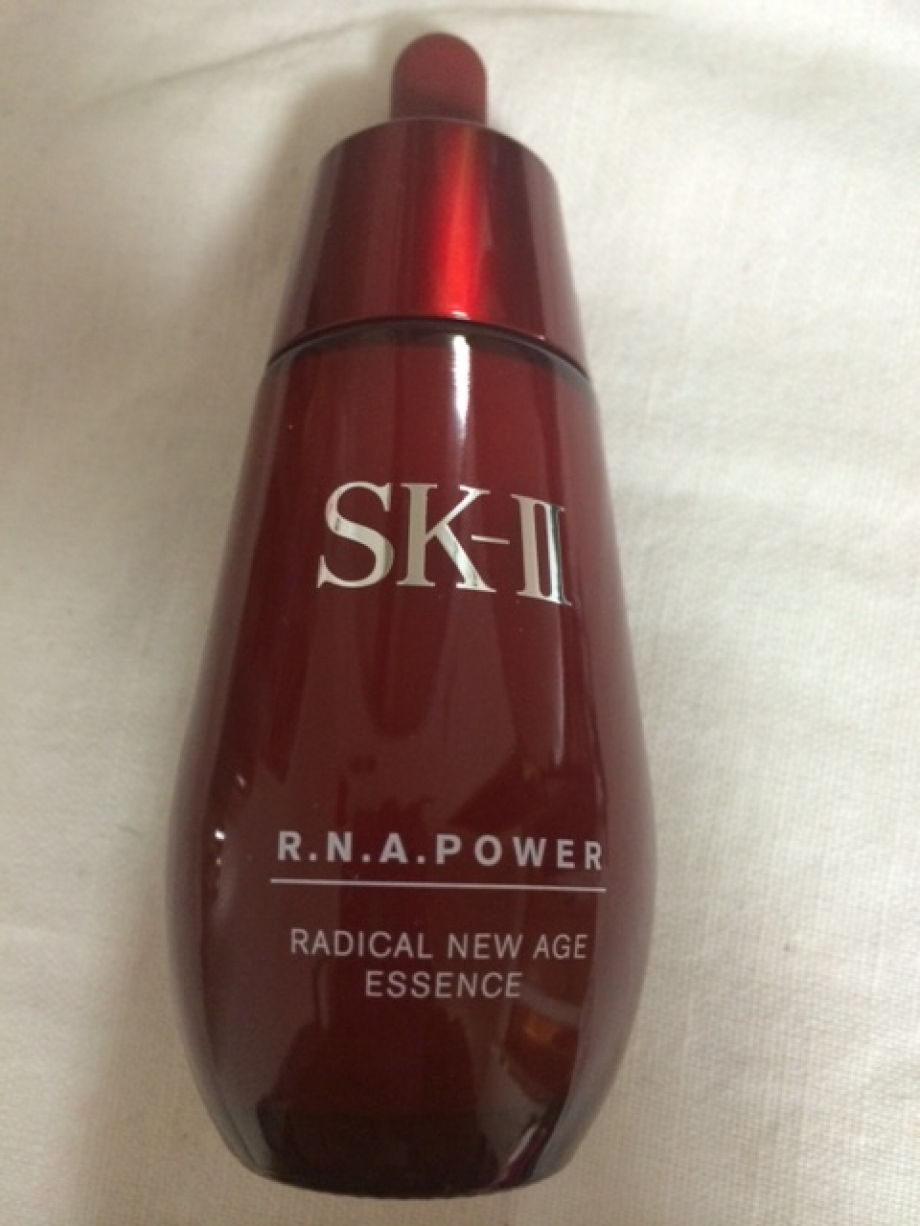 SK-II
R.N.A.POWER
RADICAL NEW AGE
ESSENCE